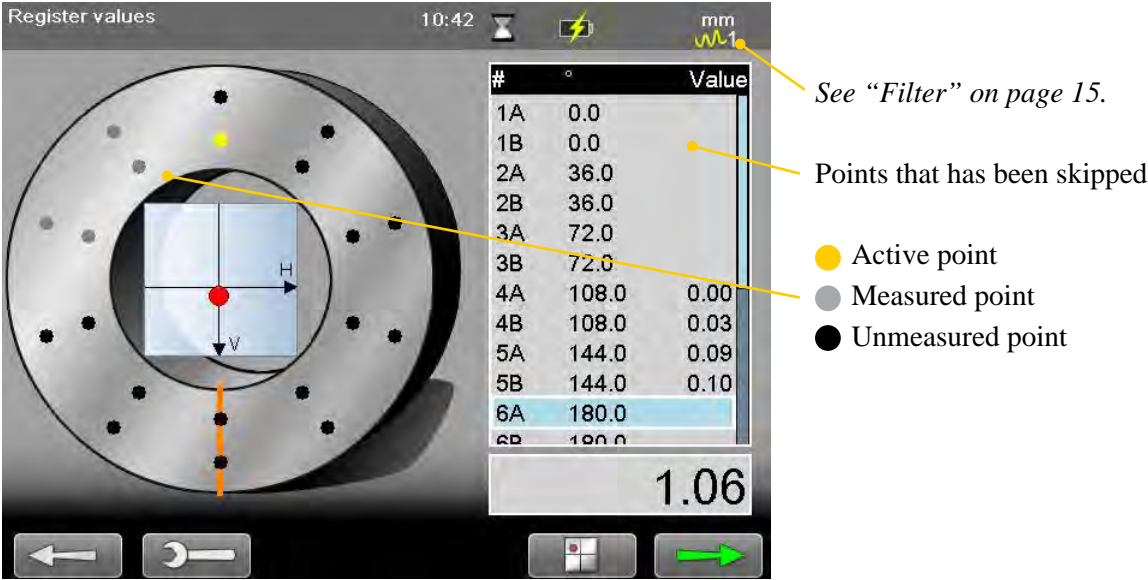 Register values 10:42 mm
1
# ° Value
1A 0.0
1B 0.0
2A 36.0
2B 36.0
3A 72.0
3B 72.0
4A 108.0 0.00
4B 108.0 0.03
5A 144.0 0.09
5B 144.0 0.10
6A 180.0
6B 180.0
1.06
H
V
See “Filter” on page 15.
Points that has been skipped
Active point
Measured point
Unmeasured point